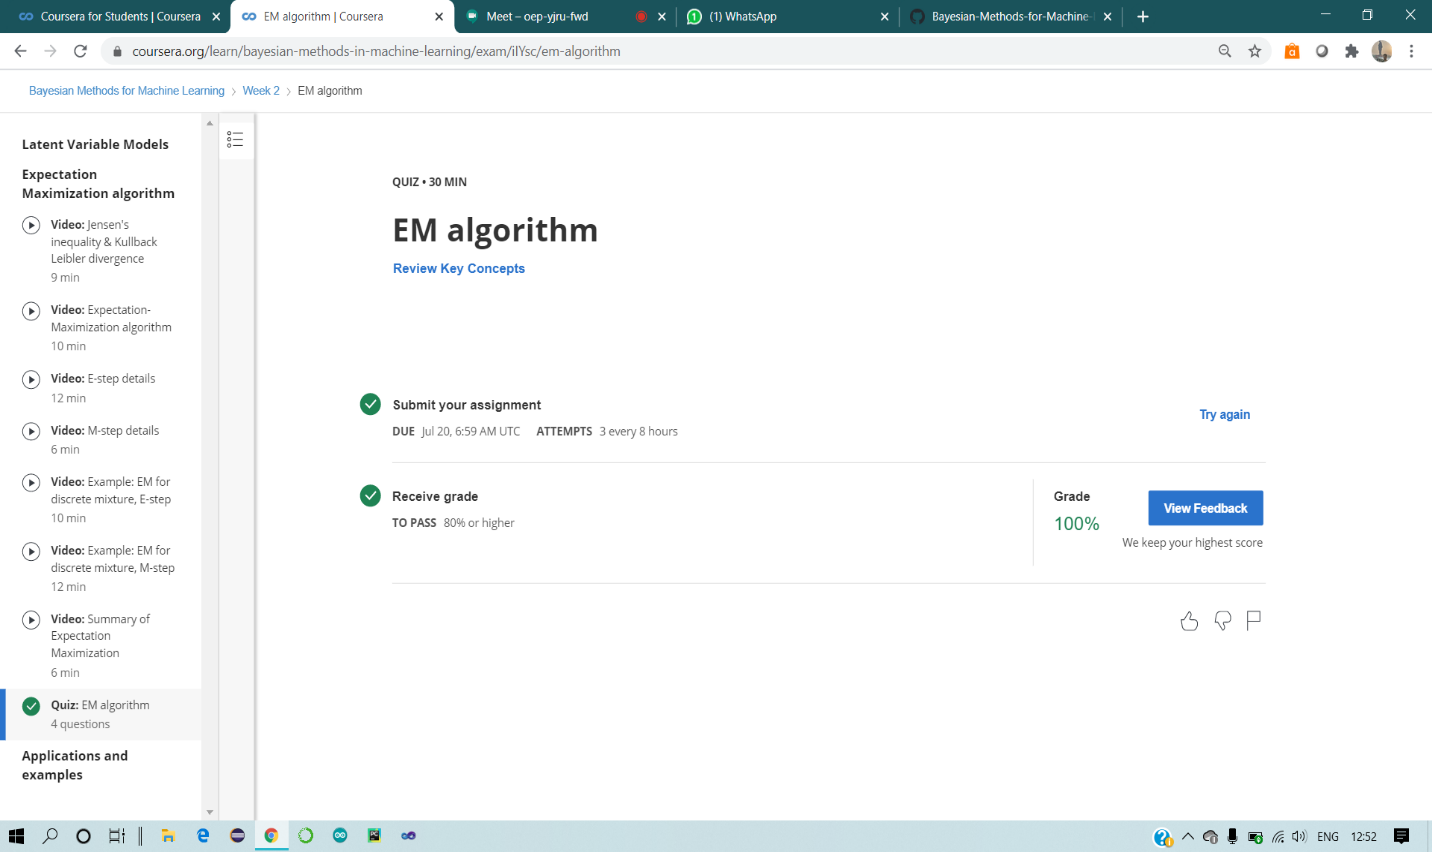 Coursera for Students | Coursera
EM algorithm | Coursera
Meet – oep-yjru-fwd
(1) WhatsApp
Bayesian-Methods-for-Machine-
coursera.org/learn/bayesian-methods-in-machine-learning/exam/iIYsc/em-algorithm
Bayesian Methods for Machine Learning > Week 2 > EM algorithm
Latent Variable Models
Expectation
Maximization algorithm
Video: Jensen's
inequality & Kullback
Leibler divergence
9 min
Video: Expectation-
Maximization algorithm
10 min
Video: E-step details
12 min
Video: M-step details
6 min
Video: Example: EM for
discrete mixture, E-step
10 min
Video: Example: EM for
discrete mixture, M-step
12 min
Video: Summary of
Expectation
Maximization
6 min
Quiz: EM algorithm
4 questions
Applications and
examples
QUIZ • 30 MIN
EM algorithm
Review Key Concepts
Submit your assignment
DUE Jul 20, 6:59 AM UTC ATTEMPTS 3 every 8 hours
Try again
Receive grade
TO PASS 80% or higher
Grade
100%
View Feedback
We keep your highest score
ENG 12:52